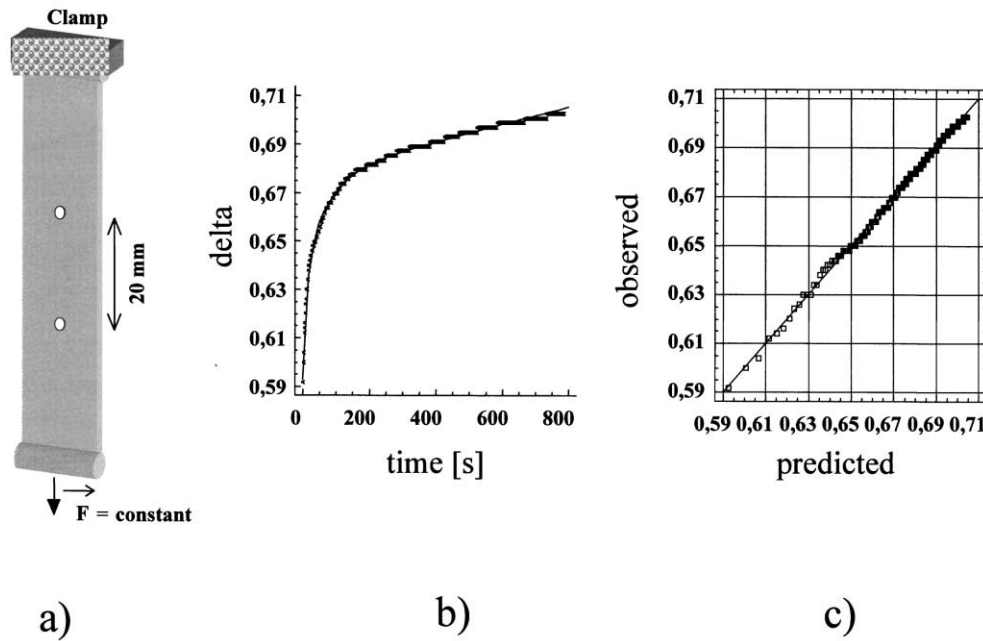 Clamp
20 mm
F = constant
a)
delta
0,71
0,69
0,67
0,65
0,63
0,61
0,59
0 200 400 600 800
time [s]
b)
observed
0,71
0,69
0,67
0,65
0,63
0,61
0,59
0,59 0,61 0,63 0,65 0,67 0,69 0,71
predicted
c)